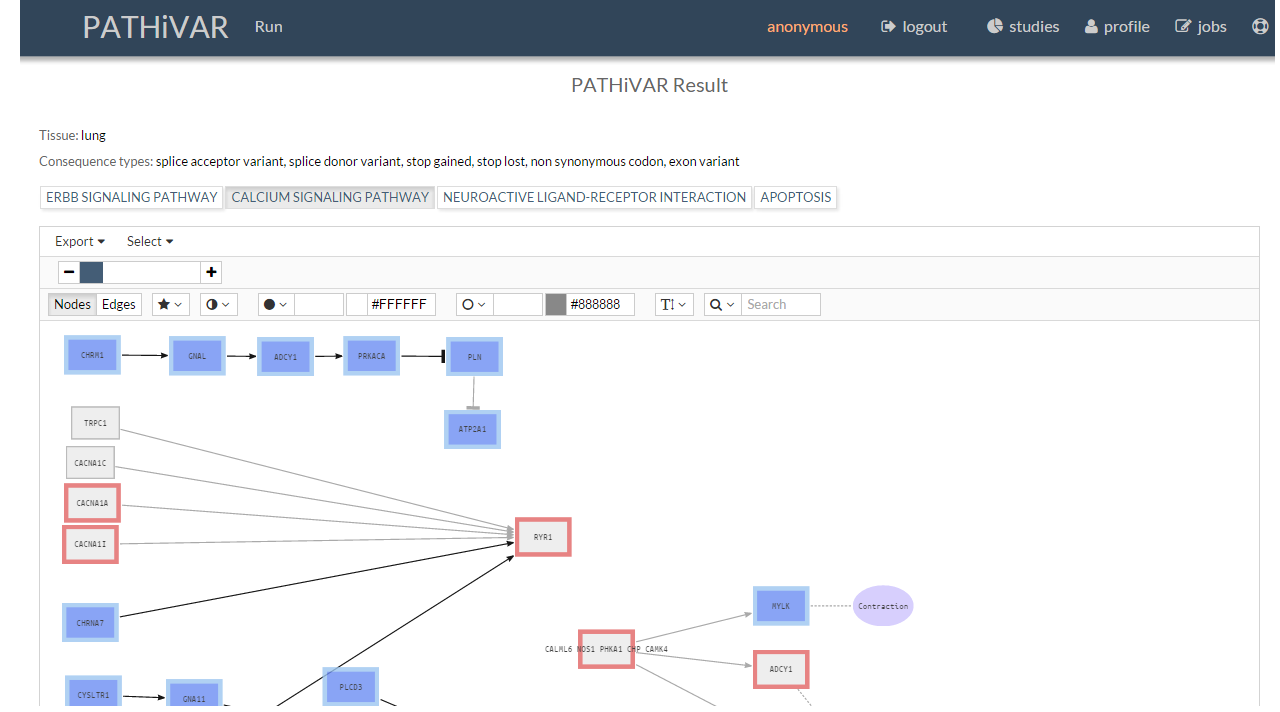 PATHiVAR Run anonymous logout studies profile jobs
PATHiVAR Result
Tissue: lung
Consequence types: splice acceptor variant, splice donor variant, stop gained, stop lost, non synonymous codon, exon variant
ERBB SIGNALING PATHWAY CALCIUM SIGNALING PATHWAY NEUROACTIVE LIGAND-RECEPTOR INTERACTION APOPTOSIS
Export Select
Nodes Edges #FFFFFF #888888 T Search
CHRM1 GNAL ADCY1 PRKACA PLN
TRPC1 ATP2A1
CACNA1C
CACNA1A
CACNA1I RYR1
CHRNA7 MYLK Contraction
CALML6 NOS1 PHKA1 CHP CAMK4
ADCY1
CYSLTR1 GNA11 PLCD3